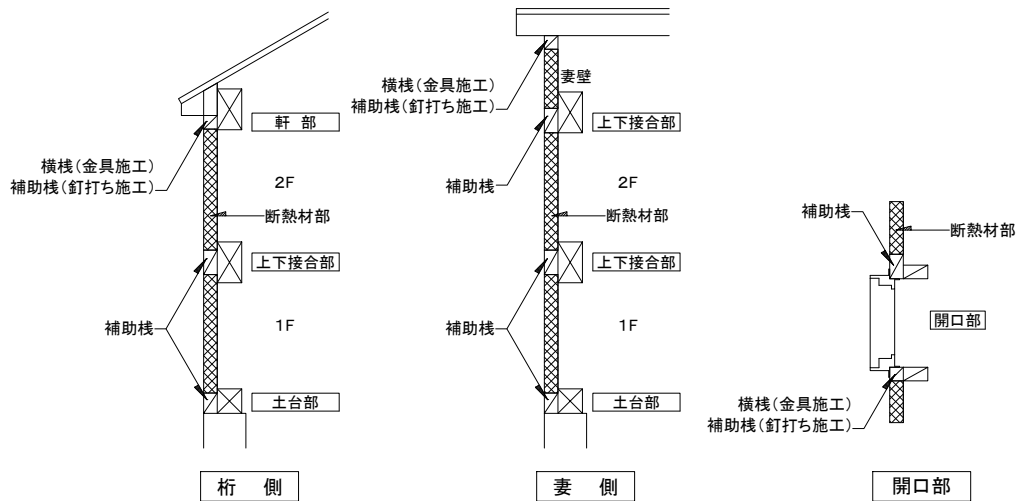 軒 部
横桟(金具施工)
補助桟(釘打ち施工)
2F
断熱材部
上下接合部
補助桟
1F
土台部
桁 側
妻壁
横桟(金具施工)
補助桟(釘打ち施工)
上下接合部
補助桟
2F
断熱材部
上下接合部
補助桟
1F
土台部
妻 側
補助桟
断熱材部
開口部
横桟(金具施工)
補助桟(釘打ち施工)
開口部